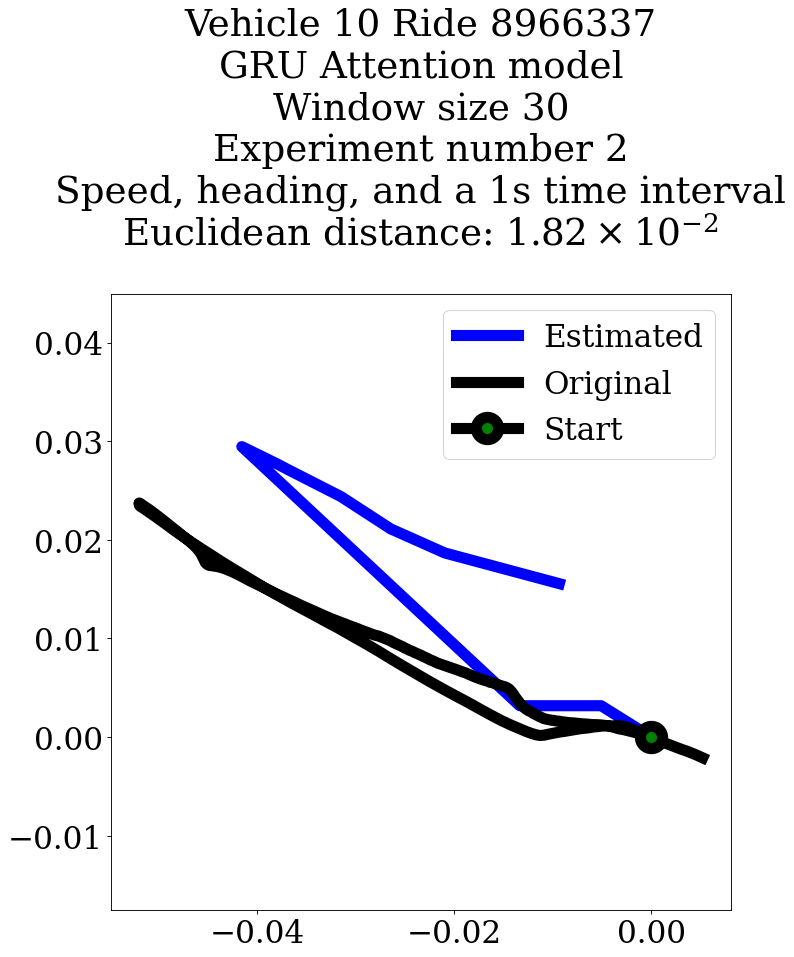 Vehicle 10 Ride 8966337
GRU Attention model
Window size 30
Experiment number 2
Speed, heading, and a 1s time interval
Euclidean distance: 1.82 × 10⁻²
Estimated
Original
Start
0.04
0.03
0.02
0.01
0.00
−0.01
−0.04
−0.02
0.00